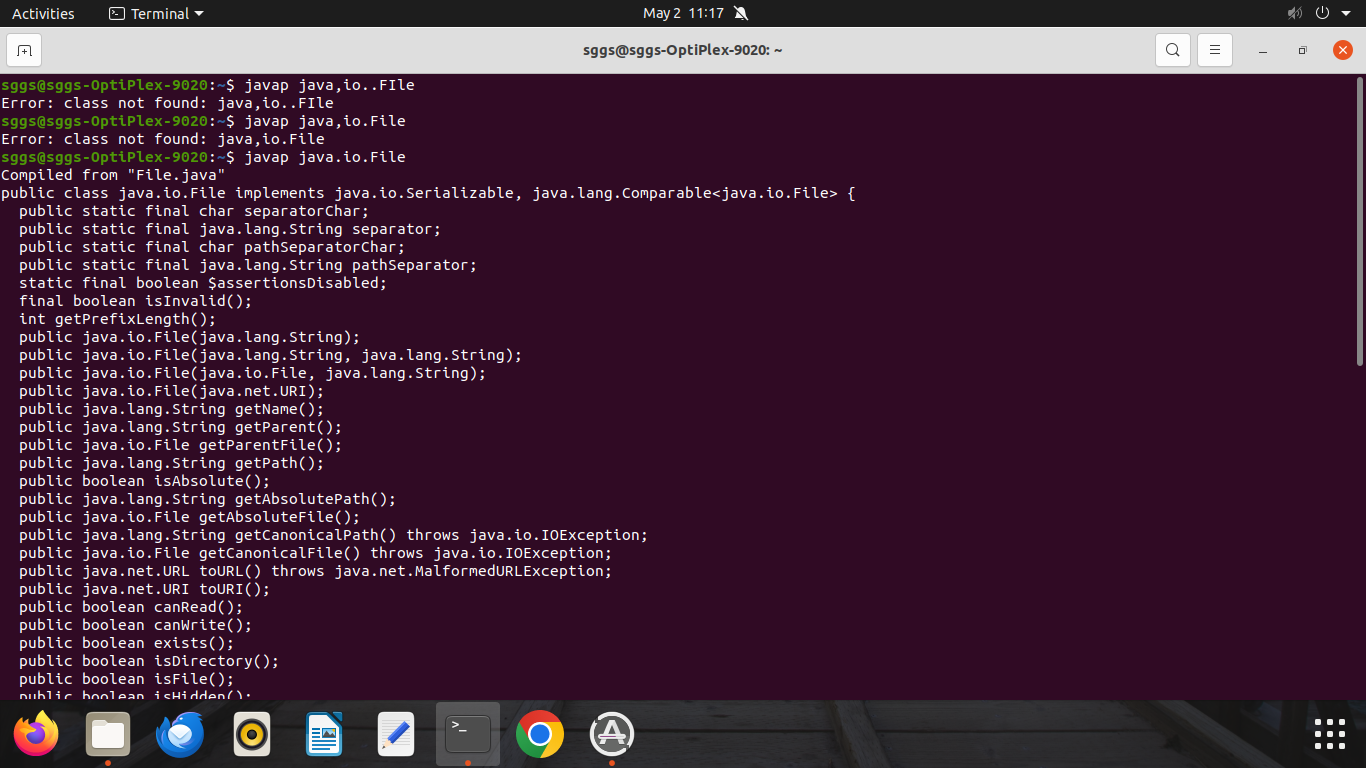 Activities Terminal May 2 11:17
sggs@sggs-OptiPlex-9020: ~
sggs@sggs-OptiPlex-9020:~$ javap java,io..FIle
Error: class not found: java,io..FIle
sggs@sggs-OptiPlex-9020:~$ javap java,io.File
Error: class not found: java,io.File
sggs@sggs-OptiPlex-9020:~$ javap java.io.File
Compiled from "File.java"
public class java.io.File implements java.io.Serializable, java.lang.Comparable<java.io.File> {
  public static final char separatorChar;
  public static final java.lang.String separator;
  public static final char pathSeparatorChar;
  public static final java.lang.String pathSeparator;
  static final boolean $assertionsDisabled;
  final boolean isInvalid();
  int getPrefixLength();
  public java.io.File(java.lang.String);
  public java.io.File(java.lang.String, java.lang.String);
  public java.io.File(java.io.File, java.lang.String);
  public java.io.File(java.net.URI);
  public java.lang.String getName();
  public java.lang.String getParent();
  public java.io.File getParentFile();
  public java.lang.String getPath();
  public boolean isAbsolute();
  public java.lang.String getAbsolutePath();
  public java.io.File getAbsoluteFile();
  public java.lang.String getCanonicalPath() throws java.io.IOException;
  public java.io.File getCanonicalFile() throws java.io.IOException;
  public java.net.URL toURL() throws java.net.MalformedURLException;
  public java.net.URI toURI();
  public boolean canRead();
  public boolean canWrite();
  public boolean exists();
  public boolean isDirectory();
  public boolean isFile();
  public boolean isHidden();